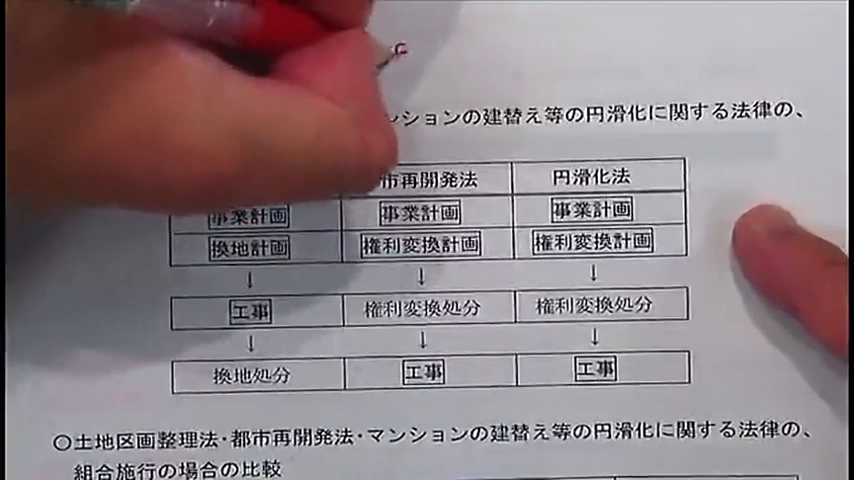 ンションの建替え等の円滑化に関する法律の、
市再開発法 円滑化法
事業計画 事業計画 事業計画
換地計画 権利変換計画 権利変換計画
↓ ↓ ↓
工事 権利変換処分 権利変換処分
↓ ↓ ↓
換地処分 工事 工事
○土地区画整理法・都市再開発法・マンションの建替え等の円滑化に関する法律の、
組合施行の場合の比較